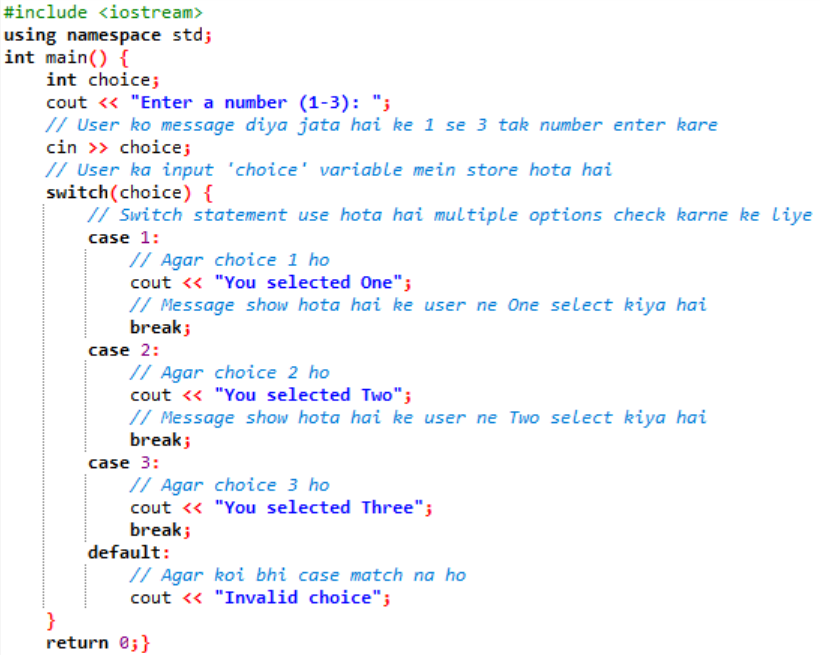 #include <iostream>
using namespace std;
int main() {
    int choice;
    cout << "Enter a number (1-3): ";
    // User ko message diya jata hai ke 1 se 3 tak number enter kare
    cin >> choice;
    // User ka input 'choice' variable mein store hota hai
    switch(choice) {
        // Switch statement use hota hai multiple options check karne ke liye
        case 1:
            // Agar choice 1 ho
            cout << "You selected One";
            // Message show hota hai ke user ne One select kiya hai
            break;
        case 2:
            // Agar choice 2 ho
            cout << "You selected Two";
            // Message show hota hai ke user ne Two select kiya hai
            break;
        case 3:
            // Agar choice 3 ho
            cout << "You selected Three";
            break;
        default:
            // Agar koi bhi case match na ho
            cout << "Invalid choice";
    }
    return 0;}